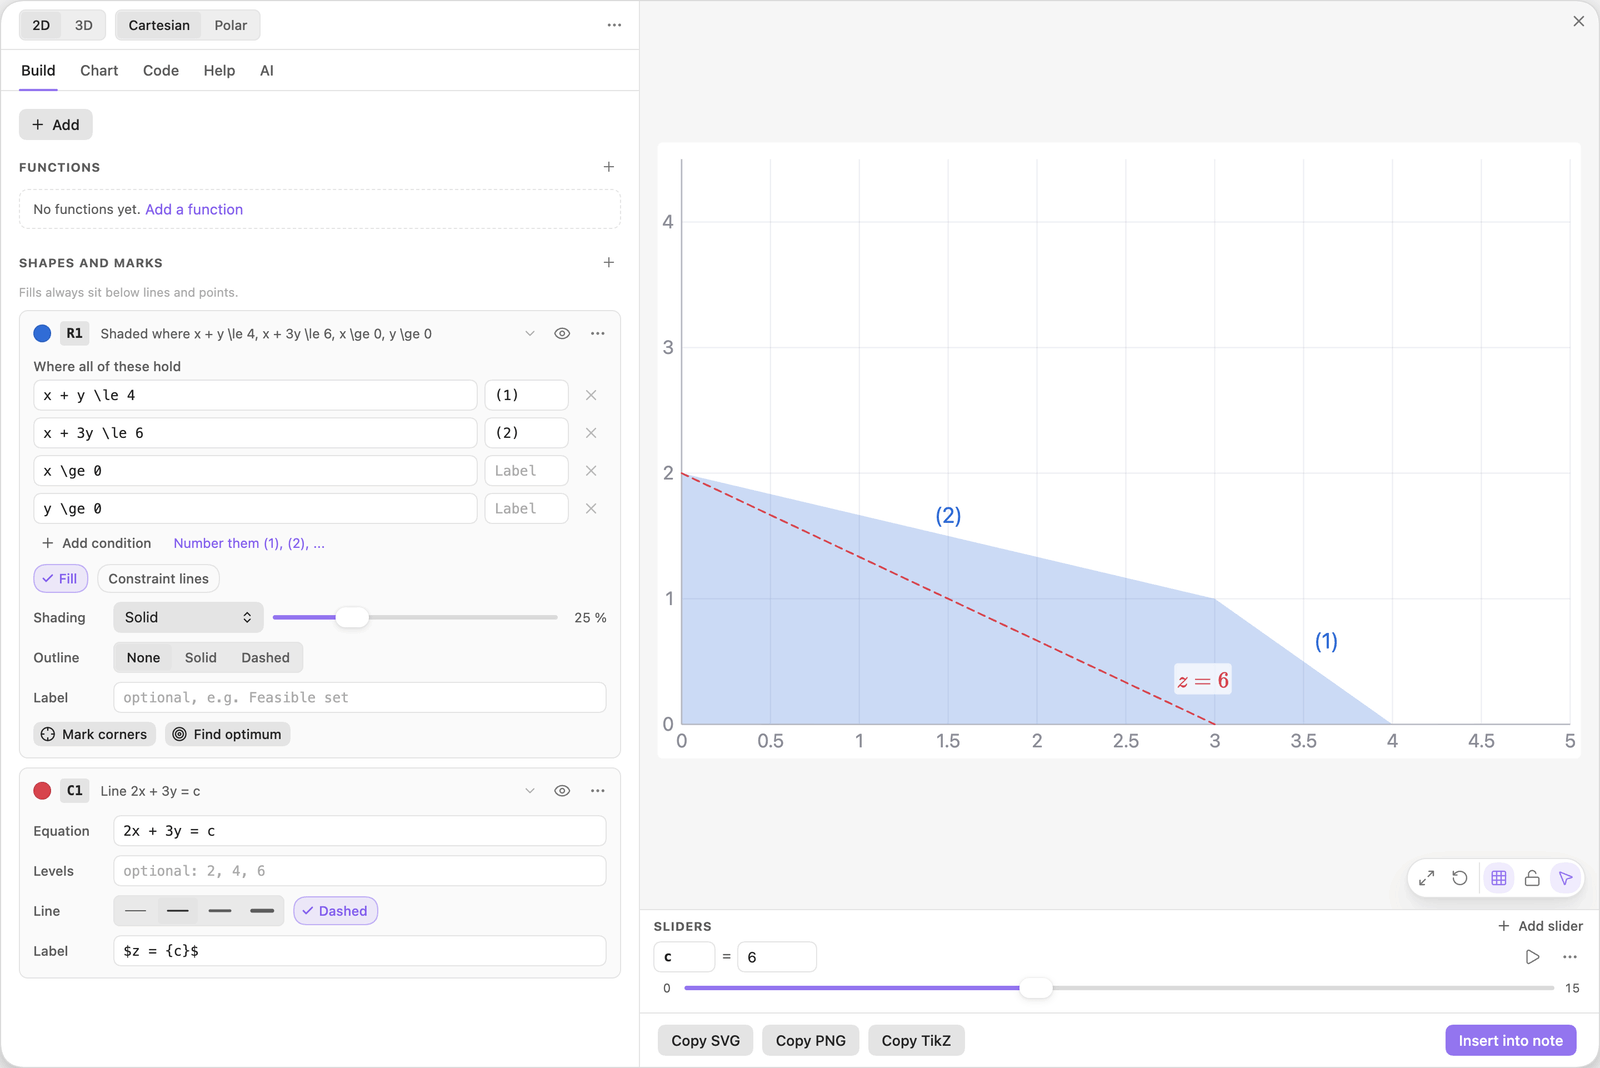 2D 3D Cartesian Polar
Build Chart Code Help AI
+ Add
FUNCTIONS
No functions yet. Add a function
SHAPES AND MARKS
Fills always sit below lines and points.
R1 Shaded where x + y \le 4, x + 3y \le 6, x \ge 0, y \ge 0
Where all of these hold
x + y \le 4 (1)
x + 3y \le 6 (2)
x \ge 0 Label
y \ge 0 Label
+ Add condition Number them (1), (2), ...
Fill Constraint lines
Shading Solid 25 %
Outline None Solid Dashed
Label optional, e.g. Feasible set
Mark corners Find optimum
C1 Line 2x + 3y = c
Equation 2x + 3y = c
Levels optional: 2, 4, 6
Line Dashed
Label $z = {c}$
4
3
2
(2)
1
(1)
z = 6
0
0 0.5 1 1.5 2 2.5 3 3.5 4 4.5 5
SLIDERS + Add slider
c = 6
0 15
Copy SVG Copy PNG Copy TikZ Insert into note